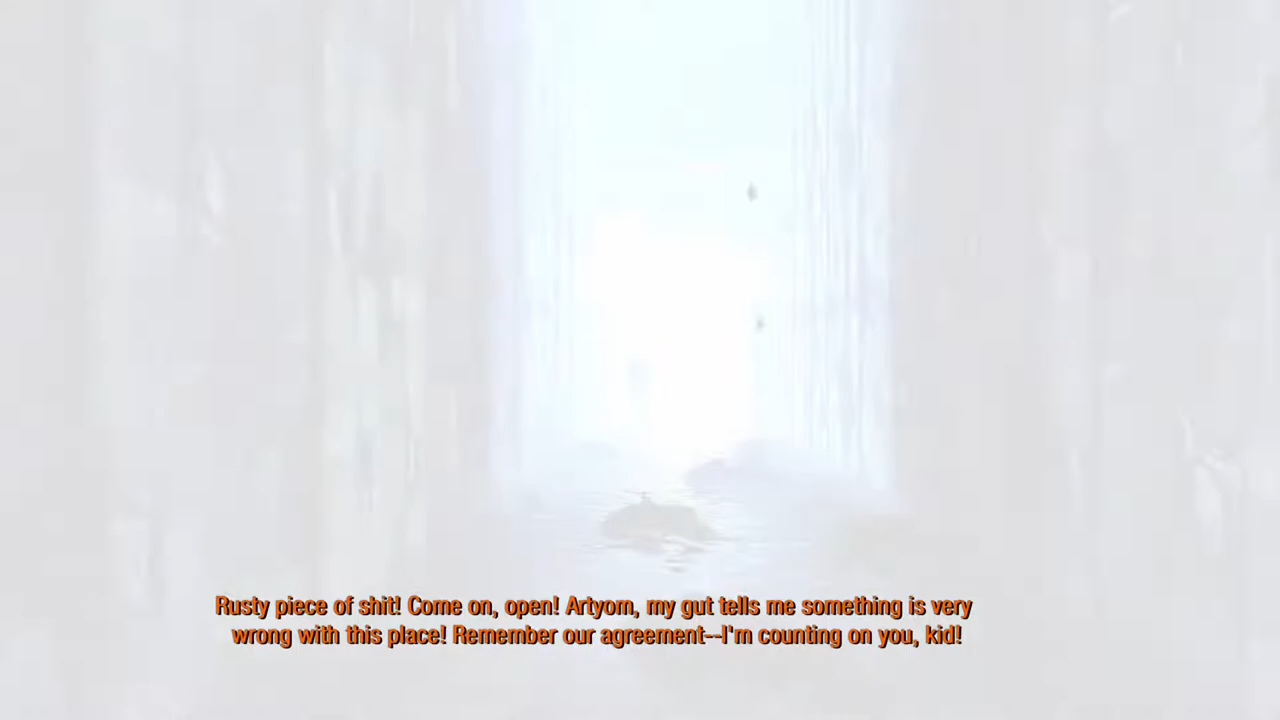 Rusty piece of shit! Come on, open! Artyom, my gut tells me something is very
wrong with this place! Remember our agreement--I'm counting on you, kid!